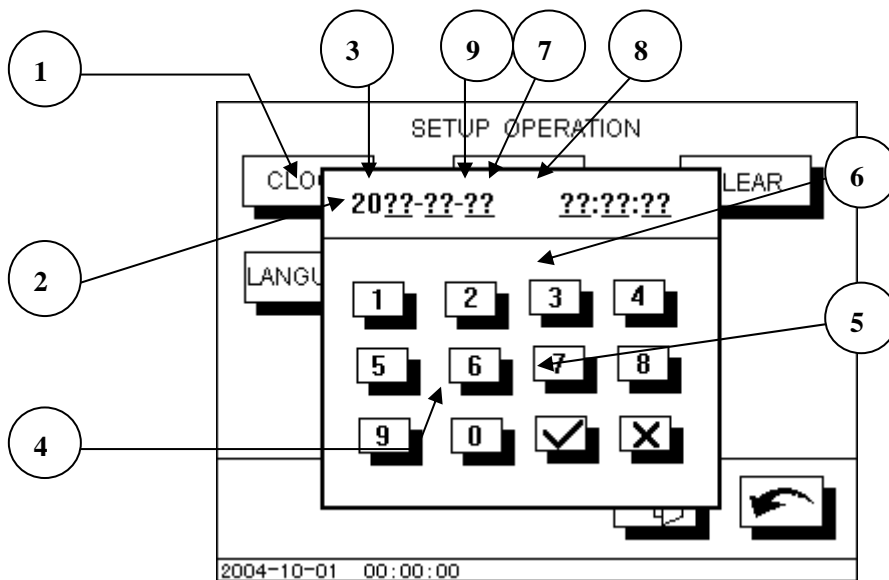 3 9 7 8
1
SETUP OPERATION
CLO LEAR
6
20??-??-?? ??:??:??
2
LANGU
1 2 3 4
5
5 6 7 8
4
9 0
2004-10-01 00:00:00